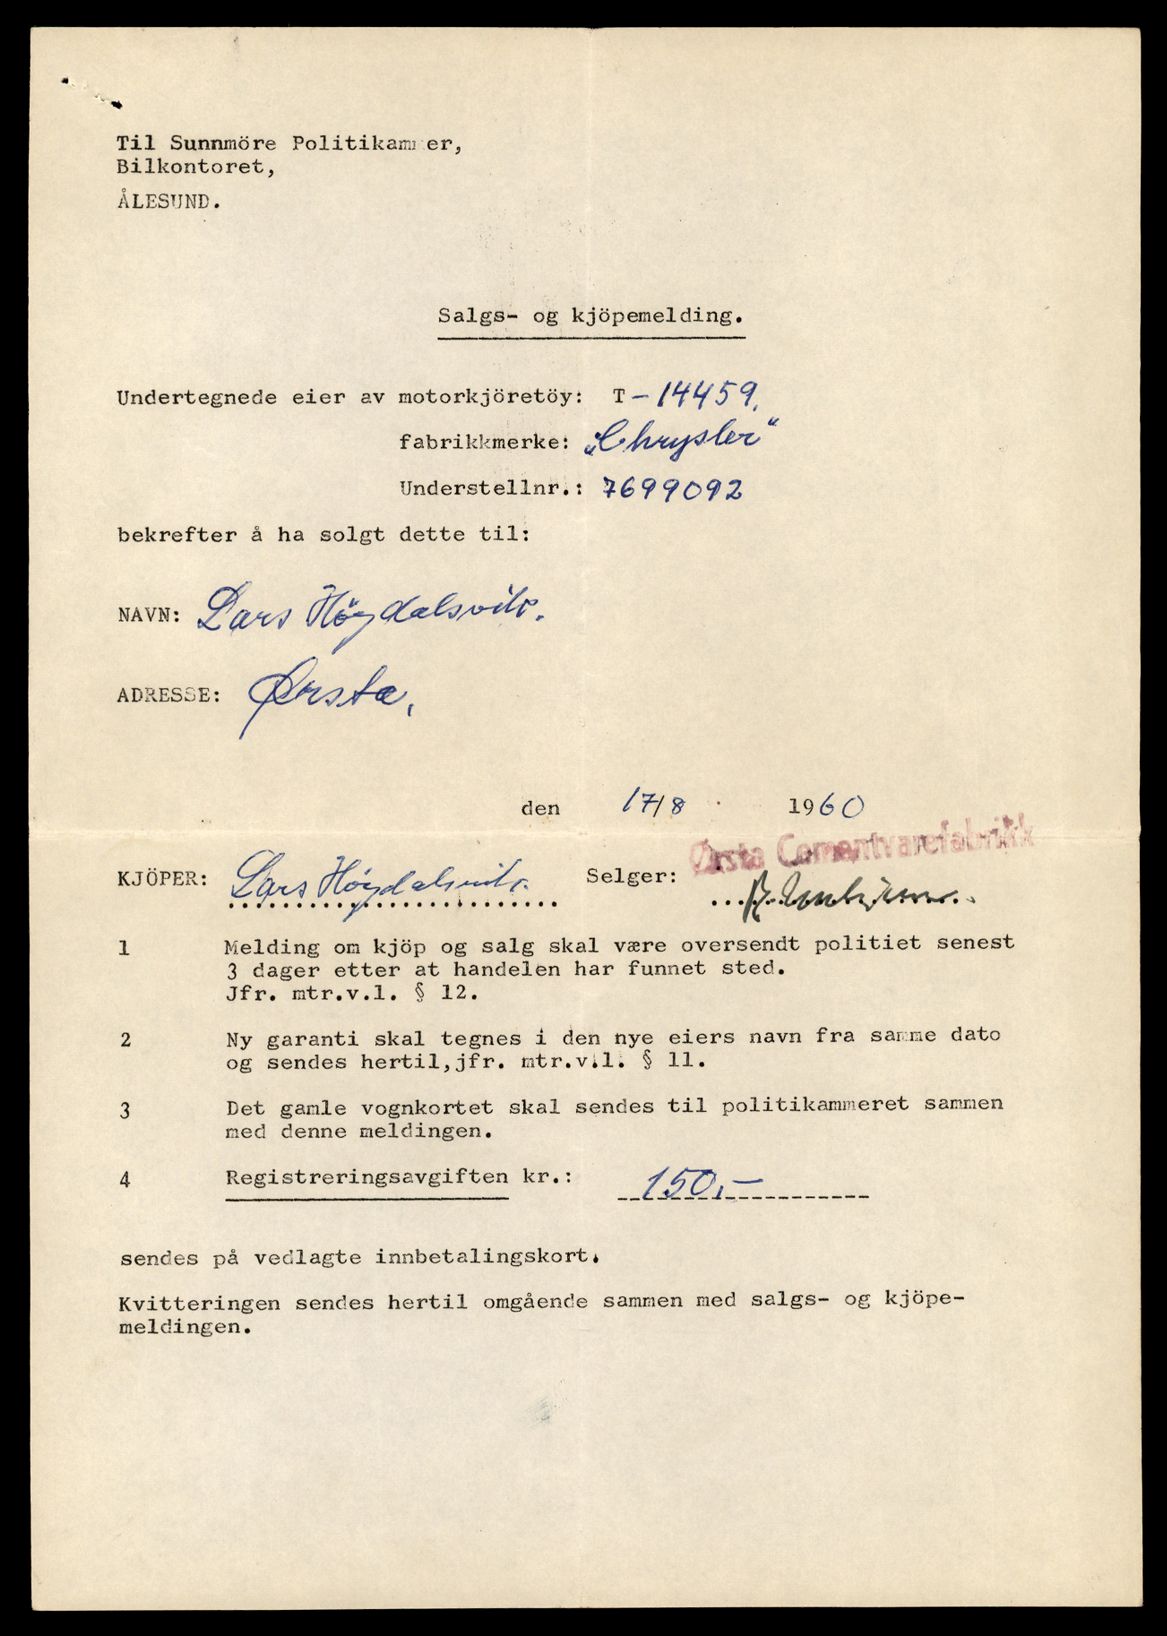 Til Sunnmöre Politikammer,
Bilkontoret,
ÅLESUND.
Salgs- og kjöpemelding.
Undertegnede eier av motorkjöretöy: T - 14459.
fabrikkmerke: „Chrysler“
Understellnr.: 7699092
bekrefter å ha solgt dette til:
NAVN: Lars Högdalsvik.
ADRESSE: Ørsta,
den 17/8 1960
Ørsta Cementvarefabrikk
KJÖPER: Lars Högdalsvik. Selger:
1 Melding om kjöp og salg skal være oversendt politiet senest
3 dager etter at handelen har funnet sted.
Jfr. mtr.v.l. § 12.
2 Ny garanti skal tegnes i den nye eiers navn fra samme dato
og sendes hertil,jfr. mtr.v.l. § 11.
3 Det gamle vognkortet skal sendes til politikammeret sammen
med denne meldingen.
4 Registreringsavgiften kr.: 150,-
sendes på vedlagte innbetalingskort.
Kvitteringen sendes hertil omgående sammen med salgs- og kjöpe-
meldingen.